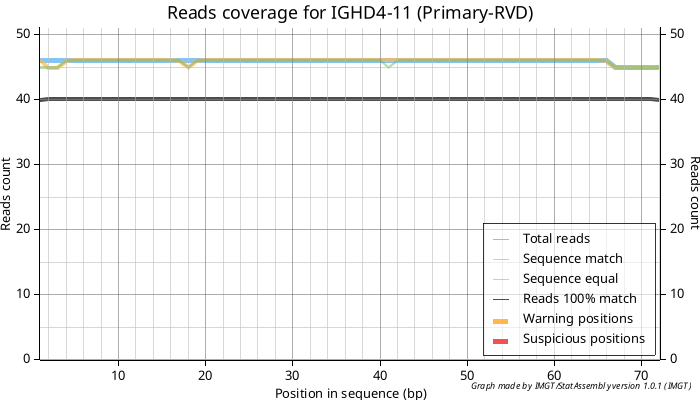 Reads coverage for IGHD4-11 (Primary-RVD)
50 50
40 40
30 30
20 20
10 10
0 0
Reads count
Reads count
Total reads
Sequence match
Sequence equal
Reads 100% match
Warning positions
Suspicious positions
10 20 30 40 50 60 70
Position in sequence (bp)
Graph made by IMGT/StatAssembly version 1.0.1 (IMGT)